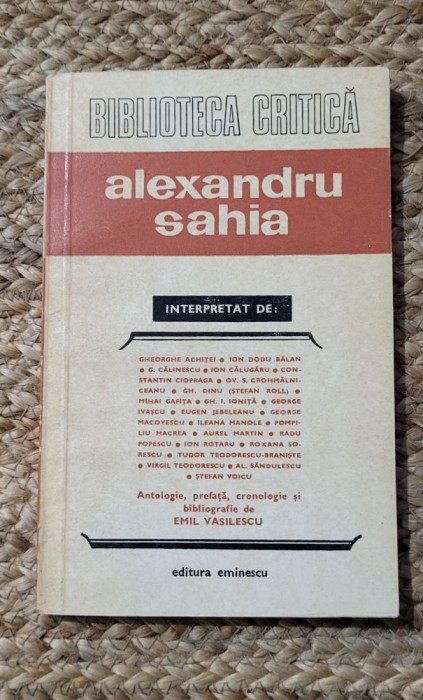 BIBLIOTECA CRITICĂ
alexandru
sahia
INTERPRETAT DE:
GHEORGHE ACHIȚEI ● ION DODU BĂLAN
● G. CĂLINESCU ● ION CĂLUGĂRU ● CON-
STANTIN CIOPRAGA ● OV. S. CROHMĂLNI-
CEANU ● GH. DINU (ȘTEFAN ROLL) ●
MIHAI GAFIȚA ● GH. I. IONIȚĂ ● GEORGE
IVAȘCU ● EUGEN JEBELEANU ● GEORGE
MACOVESCU ● ILEANA MANOLE ● POMPI-
LIU MACREA ● AUREL MARTIN ● RADU
POPESCU ● ION ROTARU ● ROXANA SO-
RESCU ● TUDOR TEODORESCU-BRANIȘTE
● VIRGIL TEODORESCU ● AL. SĂNDULESCU
● ȘTEFAN VOICU
Antologie, prefață, cronologie și
bibliografie de
EMIL VASILESCU
editura eminescu